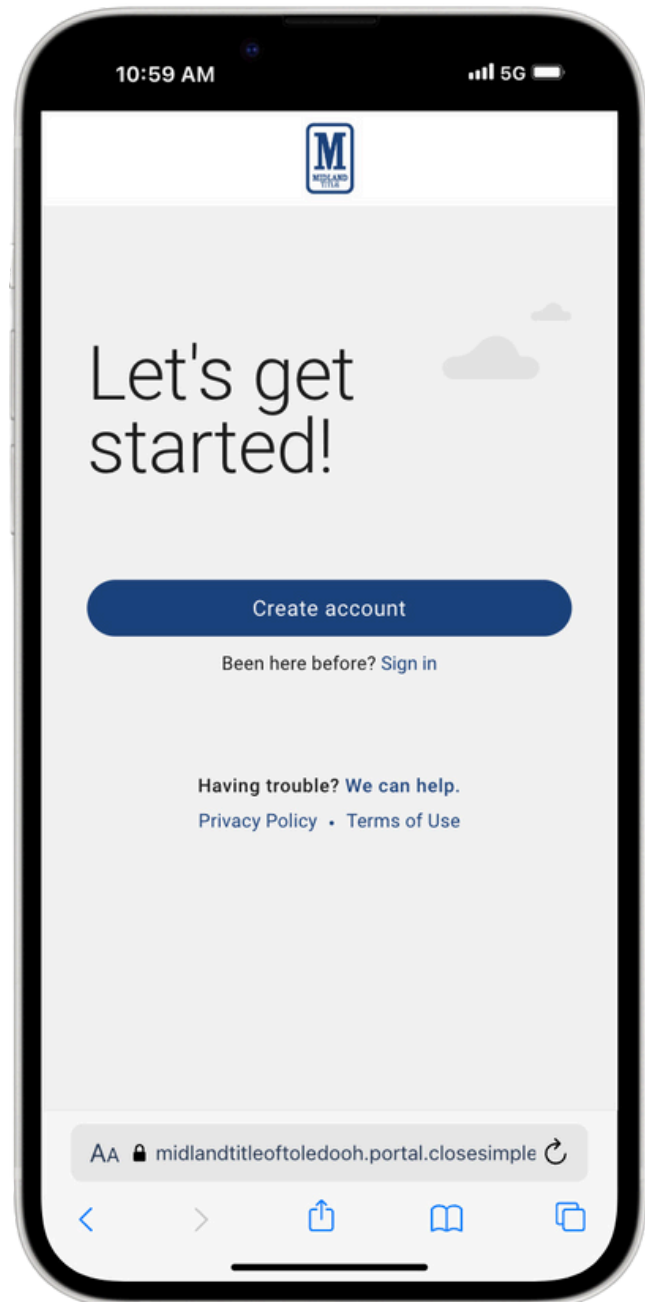 10:59 AM
5G
M
MIDLAND
TITLE
Let's get
started!
Create account
Been here before? Sign in
Having trouble? We can help.
Privacy Policy • Terms of Use
AA midlandtitleoftoledooh.portal.closesimple